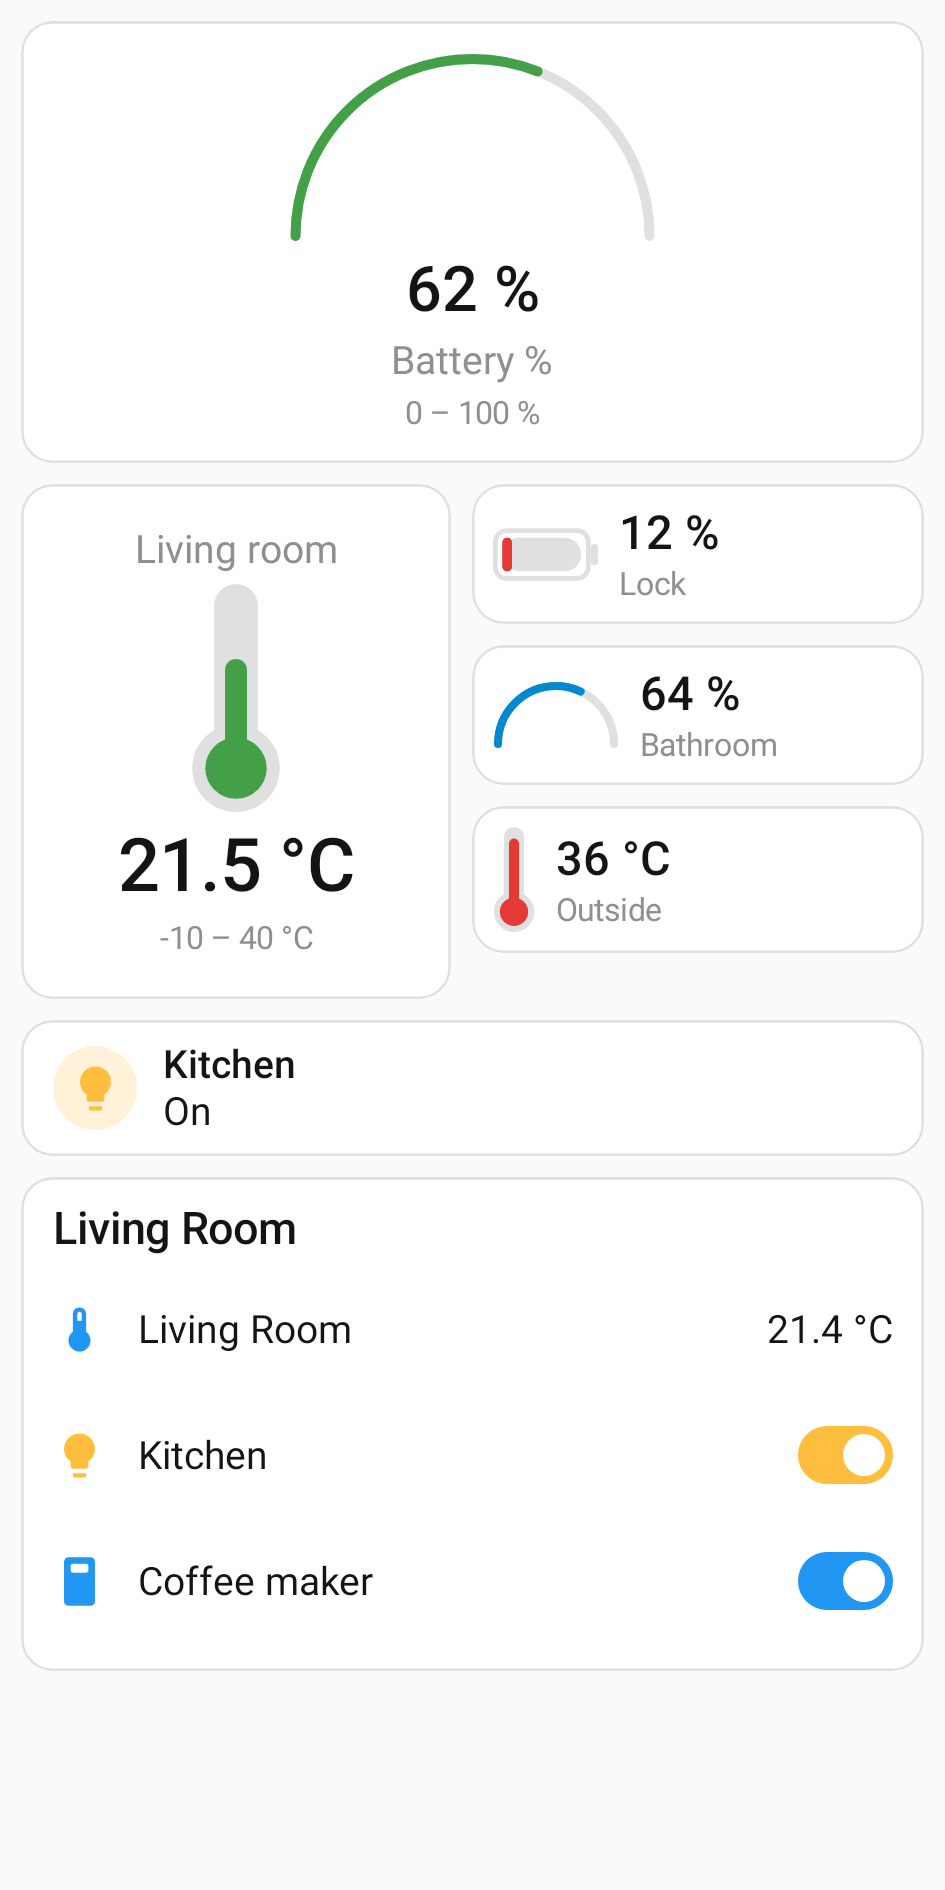 62 %
Battery %
0 – 100 %
Living room
21.5 °C
-10 – 40 °C
12 %
Lock
64 %
Bathroom
36 °C
Outside
Kitchen
On
Living Room
Living Room 21.4 °C
Kitchen
Coffee maker